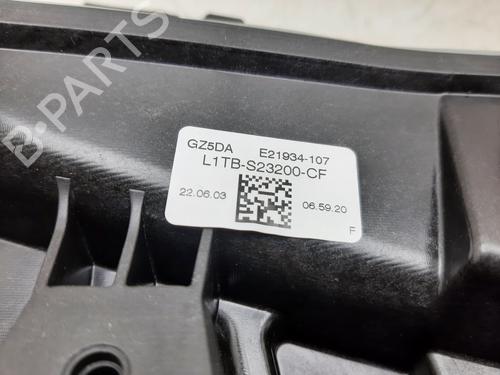 GZ5DA E21934-107
L1TB-S23200-CF
22.06.03 06.59.20
F
B-PARTS